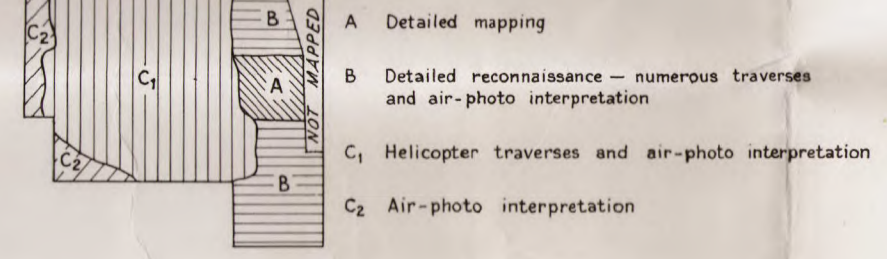 C2
C1
B
A
NOT MAPPED
C2
B
A Detailed mapping
B Detailed reconnaissance — numerous traverses
and air-photo interpretation
C1 Helicopter traverses and air-photo interpretation
C2 Air-photo interpretation